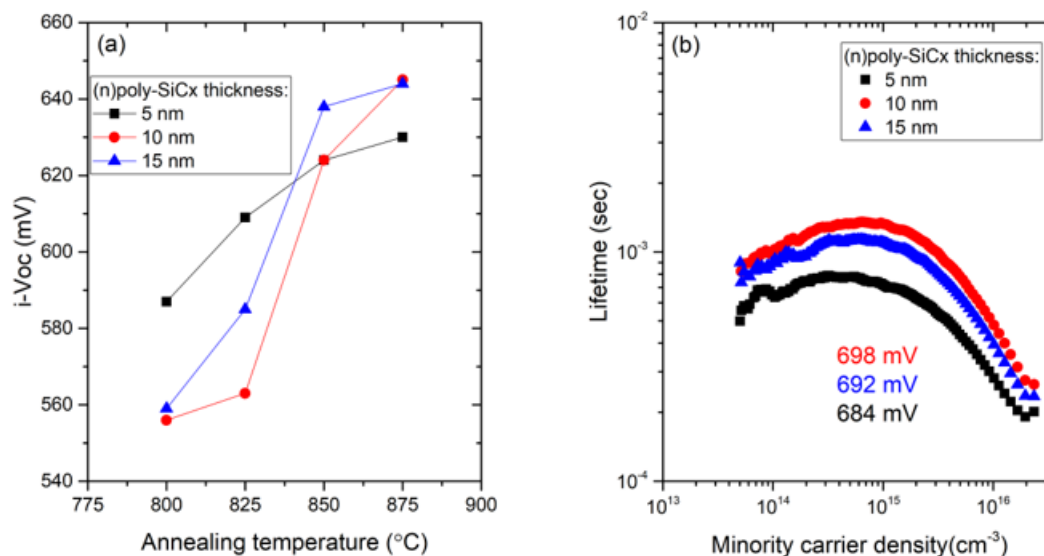 (a)
(n)poly-SiCx thickness:
5 nm
10 nm
15 nm
660
640
620
600
580
560
540
i-Voc (mV)
775 800 825 850 875 900
Annealing temperature (°C)
(b)
(n)poly-SiCx thickness:
5 nm
10 nm
15 nm
10⁻²
10⁻³
10⁻⁴
Lifetime (sec)
698 mV
692 mV
684 mV
10¹³ 10¹⁴ 10¹⁵ 10¹⁶
Minority carrier density(cm⁻³)